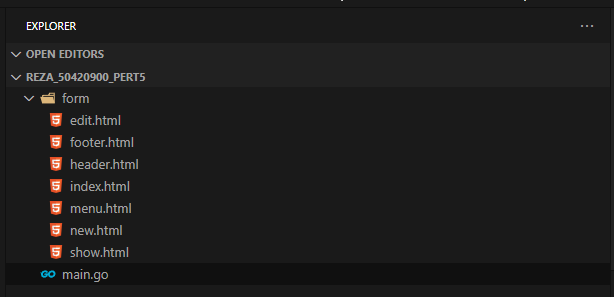 EXPLORER
OPEN EDITORS
REZA_50420900_PERT5
form
edit.html
footer.html
header.html
index.html
menu.html
new.html
show.html
GO main.go